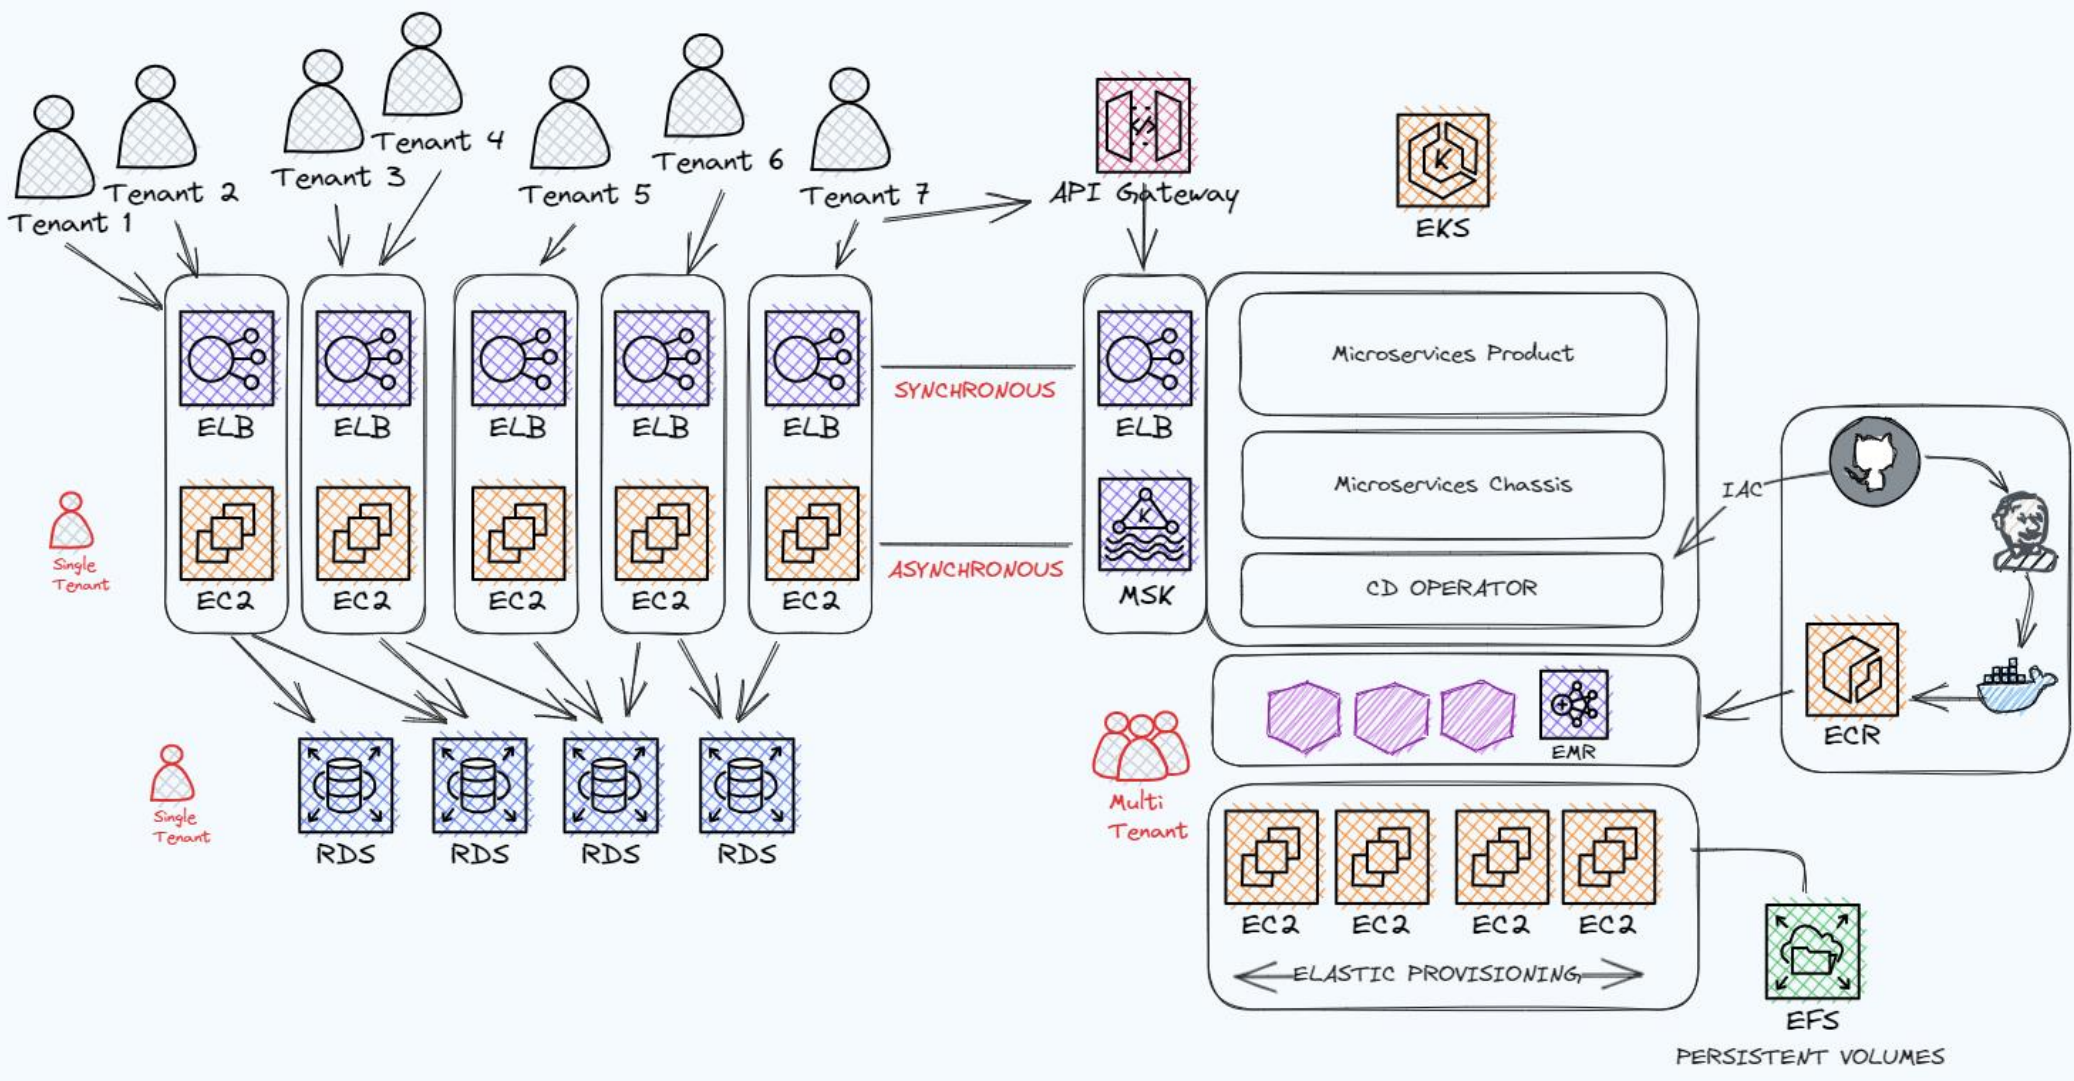 Tenant 4
Tenant 6
Tenant 3
Tenant 2
Tenant 5
Tenant 7
Tenant 1
API Gateway
EKS
ELB
ELB
ELB
ELB
ELB
SYNCHRONOUS
ELB
EC2
EC2
EC2
EC2
EC2
ASYNCHRONOUS
K
MSK
Single
Tenant
K
Microservices Product
Microservices Chassis
CD OPERATOR
IAC
ECR
EMR
Single
Tenant
RDS
RDS
RDS
RDS
Multi
Tenant
EC2
EC2
EC2
EC2
ELASTIC PROVISIONING
EFS
PERSISTENT VOLUMES